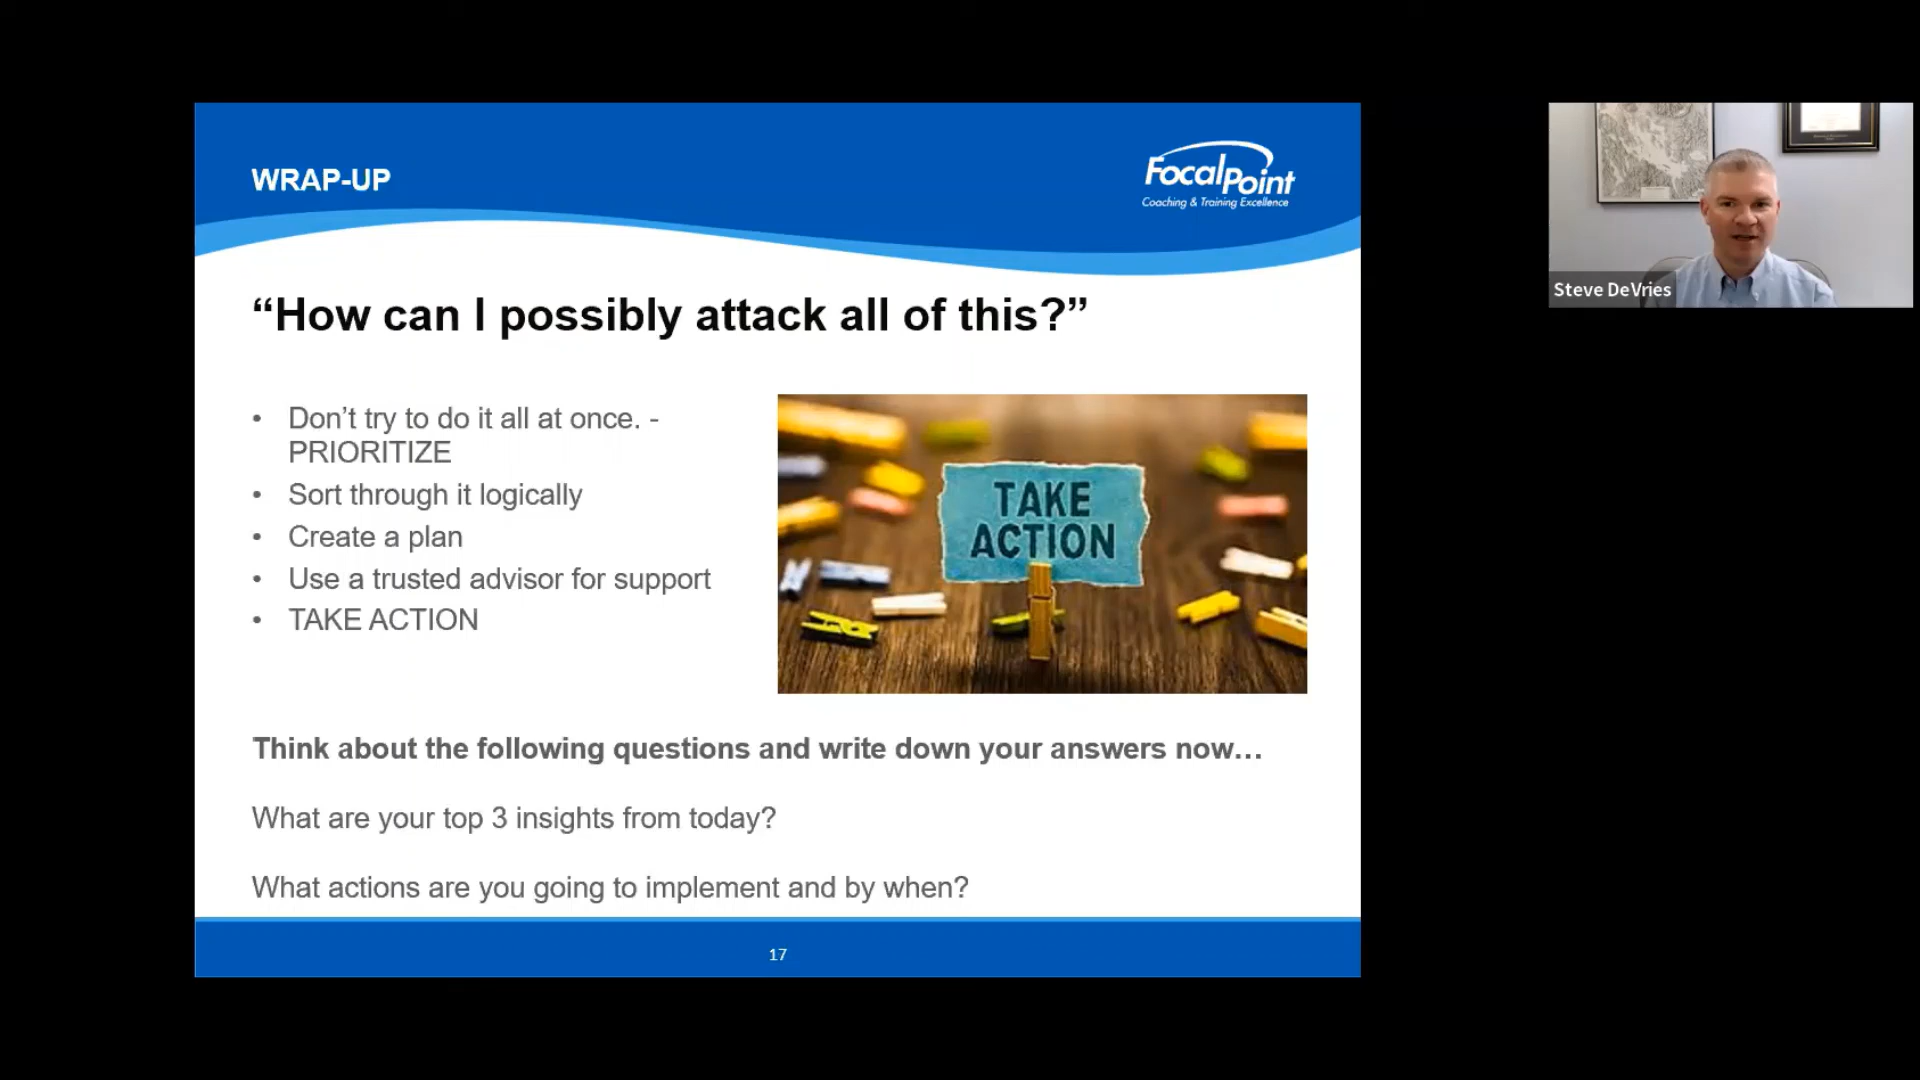 WRAP-UP
FocalPoint
Coaching & Training Excellence
“How can I possibly attack all of this?”
• Don’t try to do it all at once. -
PRIORITIZE
• Sort through it logically
• Create a plan
• Use a trusted advisor for support
• TAKE ACTION
TAKE
ACTION
Think about the following questions and write down your answers now…
What are your top 3 insights from today?
What actions are you going to implement and by when?
17
Steve DeVries